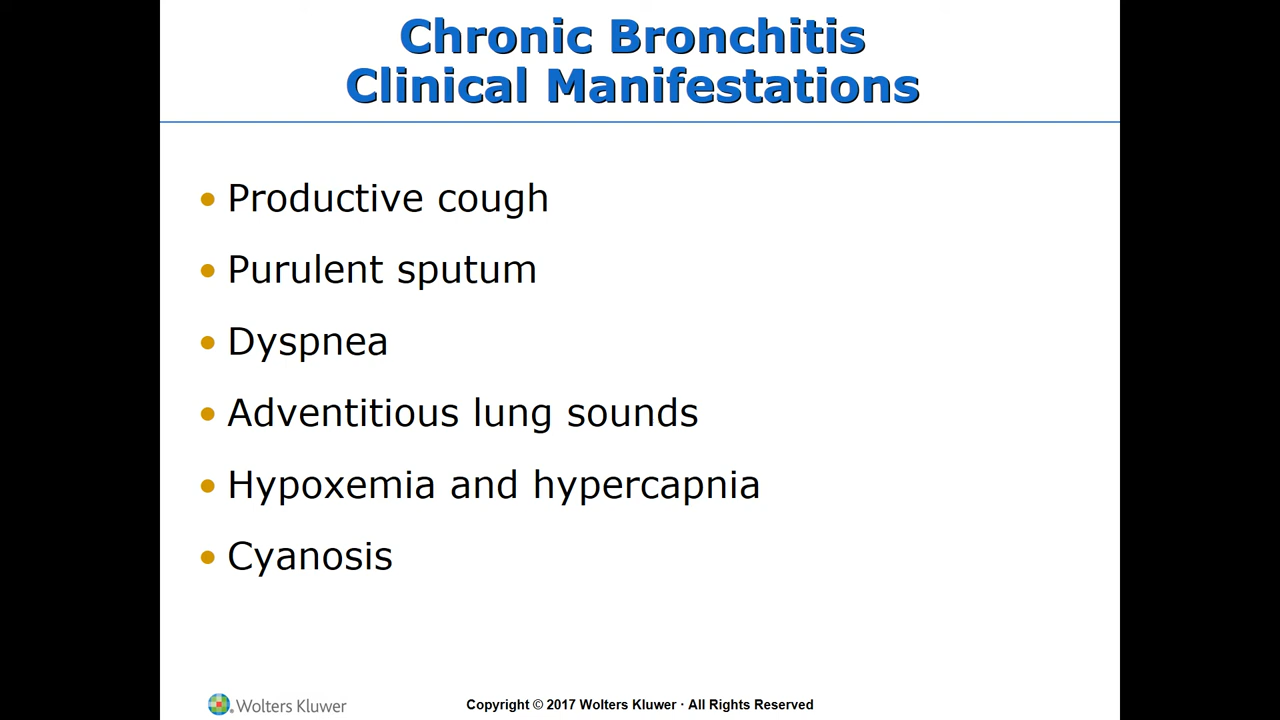 Chronic Bronchitis
Clinical Manifestations
• Productive cough
• Purulent sputum
• Dyspnea
• Adventitious lung sounds
• Hypoxemia and hypercapnia
• Cyanosis
Wolters Kluwer
Copyright © 2017 Wolters Kluwer · All Rights Reserved